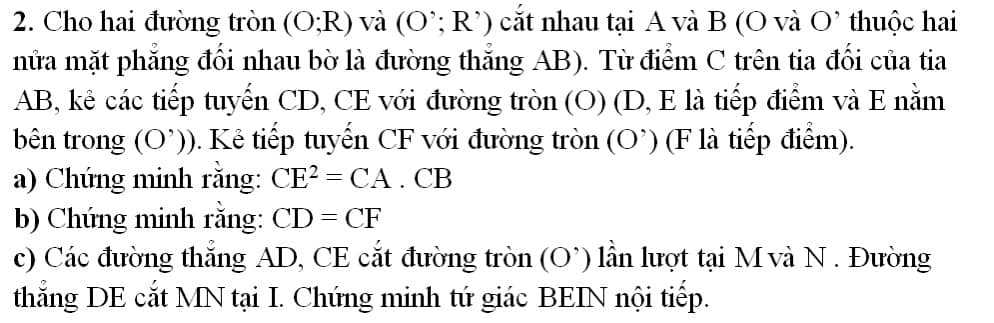 2. Cho hai đường tròn (O;R) và (O’; R’) cắt nhau tại A và B (O và O’ thuộc hai
nửa mặt phẳng đối nhau bờ là đường thẳng AB). Từ điểm C trên tia đối của tia
AB, kẻ các tiếp tuyến CD, CE với đường tròn (O) (D, E là tiếp điểm và E nằm
bên trong (O’)). Kẻ tiếp tuyến CF với đường tròn (O’) (F là tiếp điểm).
a) Chứng minh rằng: CE² = CA . CB
b) Chứng minh rằng: CD = CF
c) Các đường thẳng AD, CE cắt đường tròn (O’) lần lượt tại M và N . Đường
thẳng DE cắt MN tại I. Chứng minh tứ giác BEIN nội tiếp.